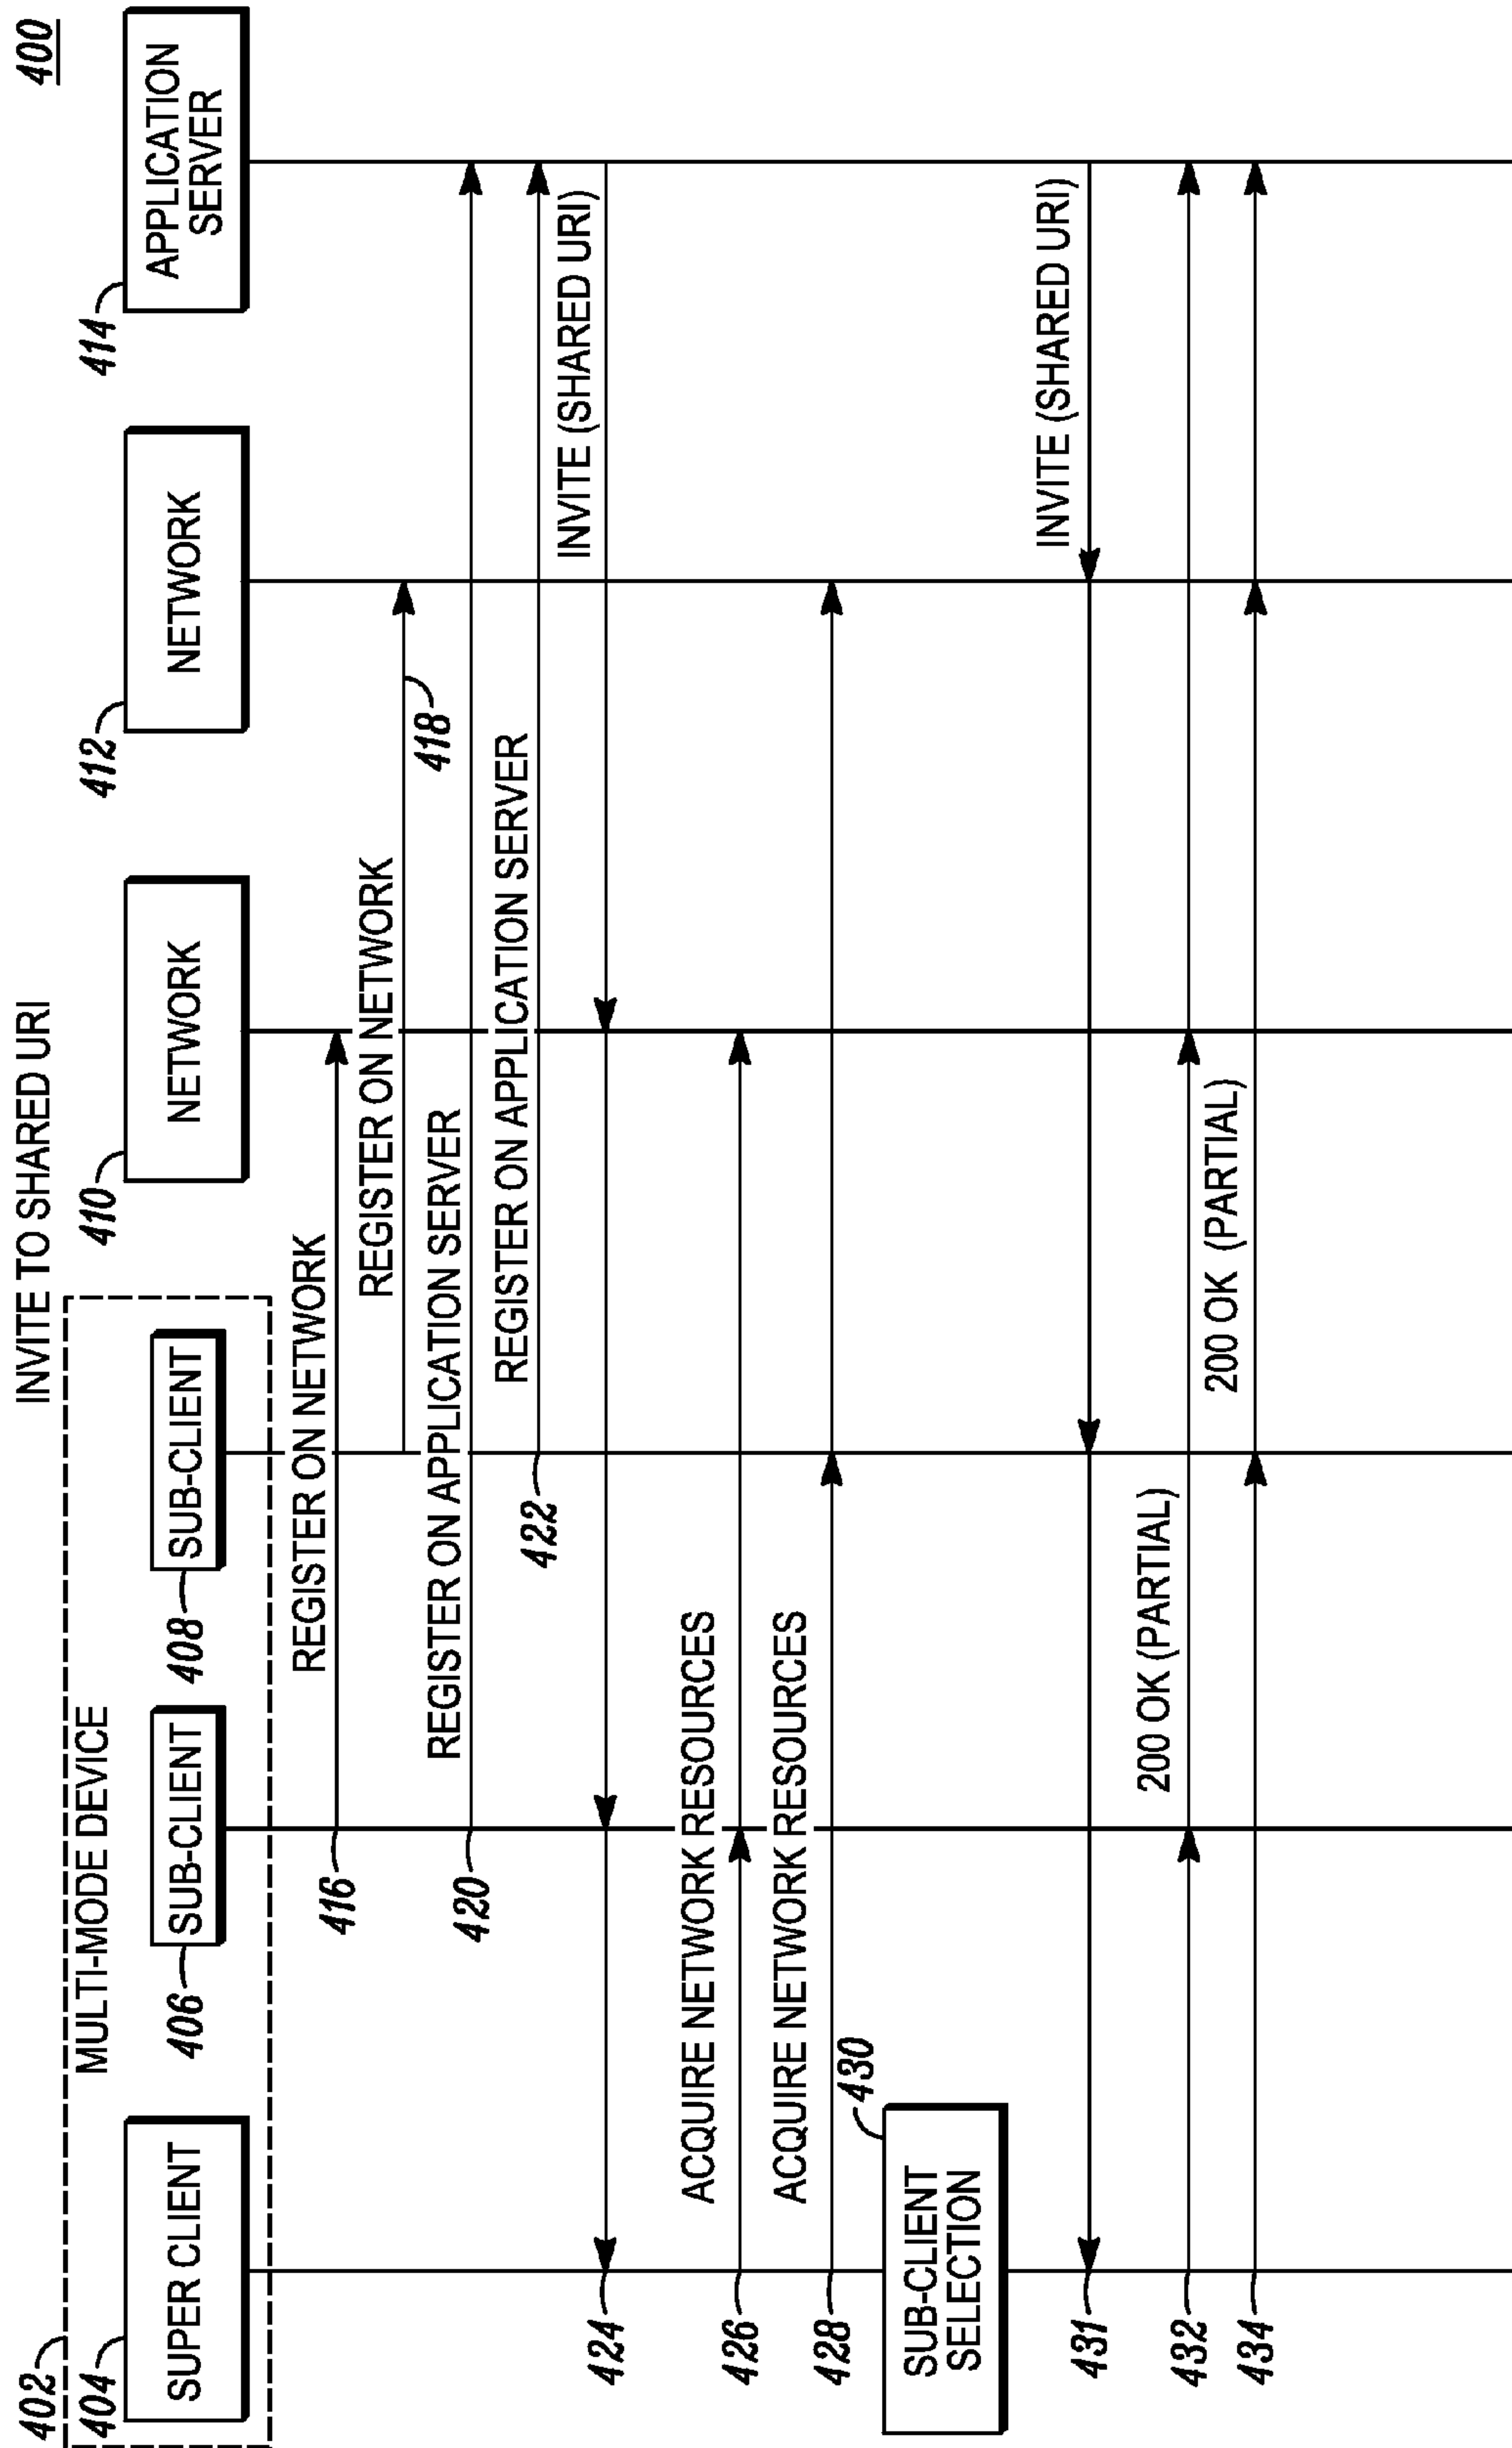 INVITE TO SHARED URI
400
402
MULTI-MODE DEVICE
404
SUPER CLIENT
406
SUB-CLIENT
408
SUB-CLIENT
410
NETWORK
412
NETWORK
414
APPLICATION
SERVER
REGISTER ON NETWORK
416
REGISTER ON NETWORK
418
REGISTER ON APPLICATION SERVER
420
REGISTER ON APPLICATION SERVER
422
INVITE (SHARED URI)
424
ACQUIRE NETWORK RESOURCES
426
ACQUIRE NETWORK RESOURCES
428
430
SUB-CLIENT
SELECTION
INVITE (SHARED URI)
431
200 OK (PARTIAL)
432
200 OK (PARTIAL)
434